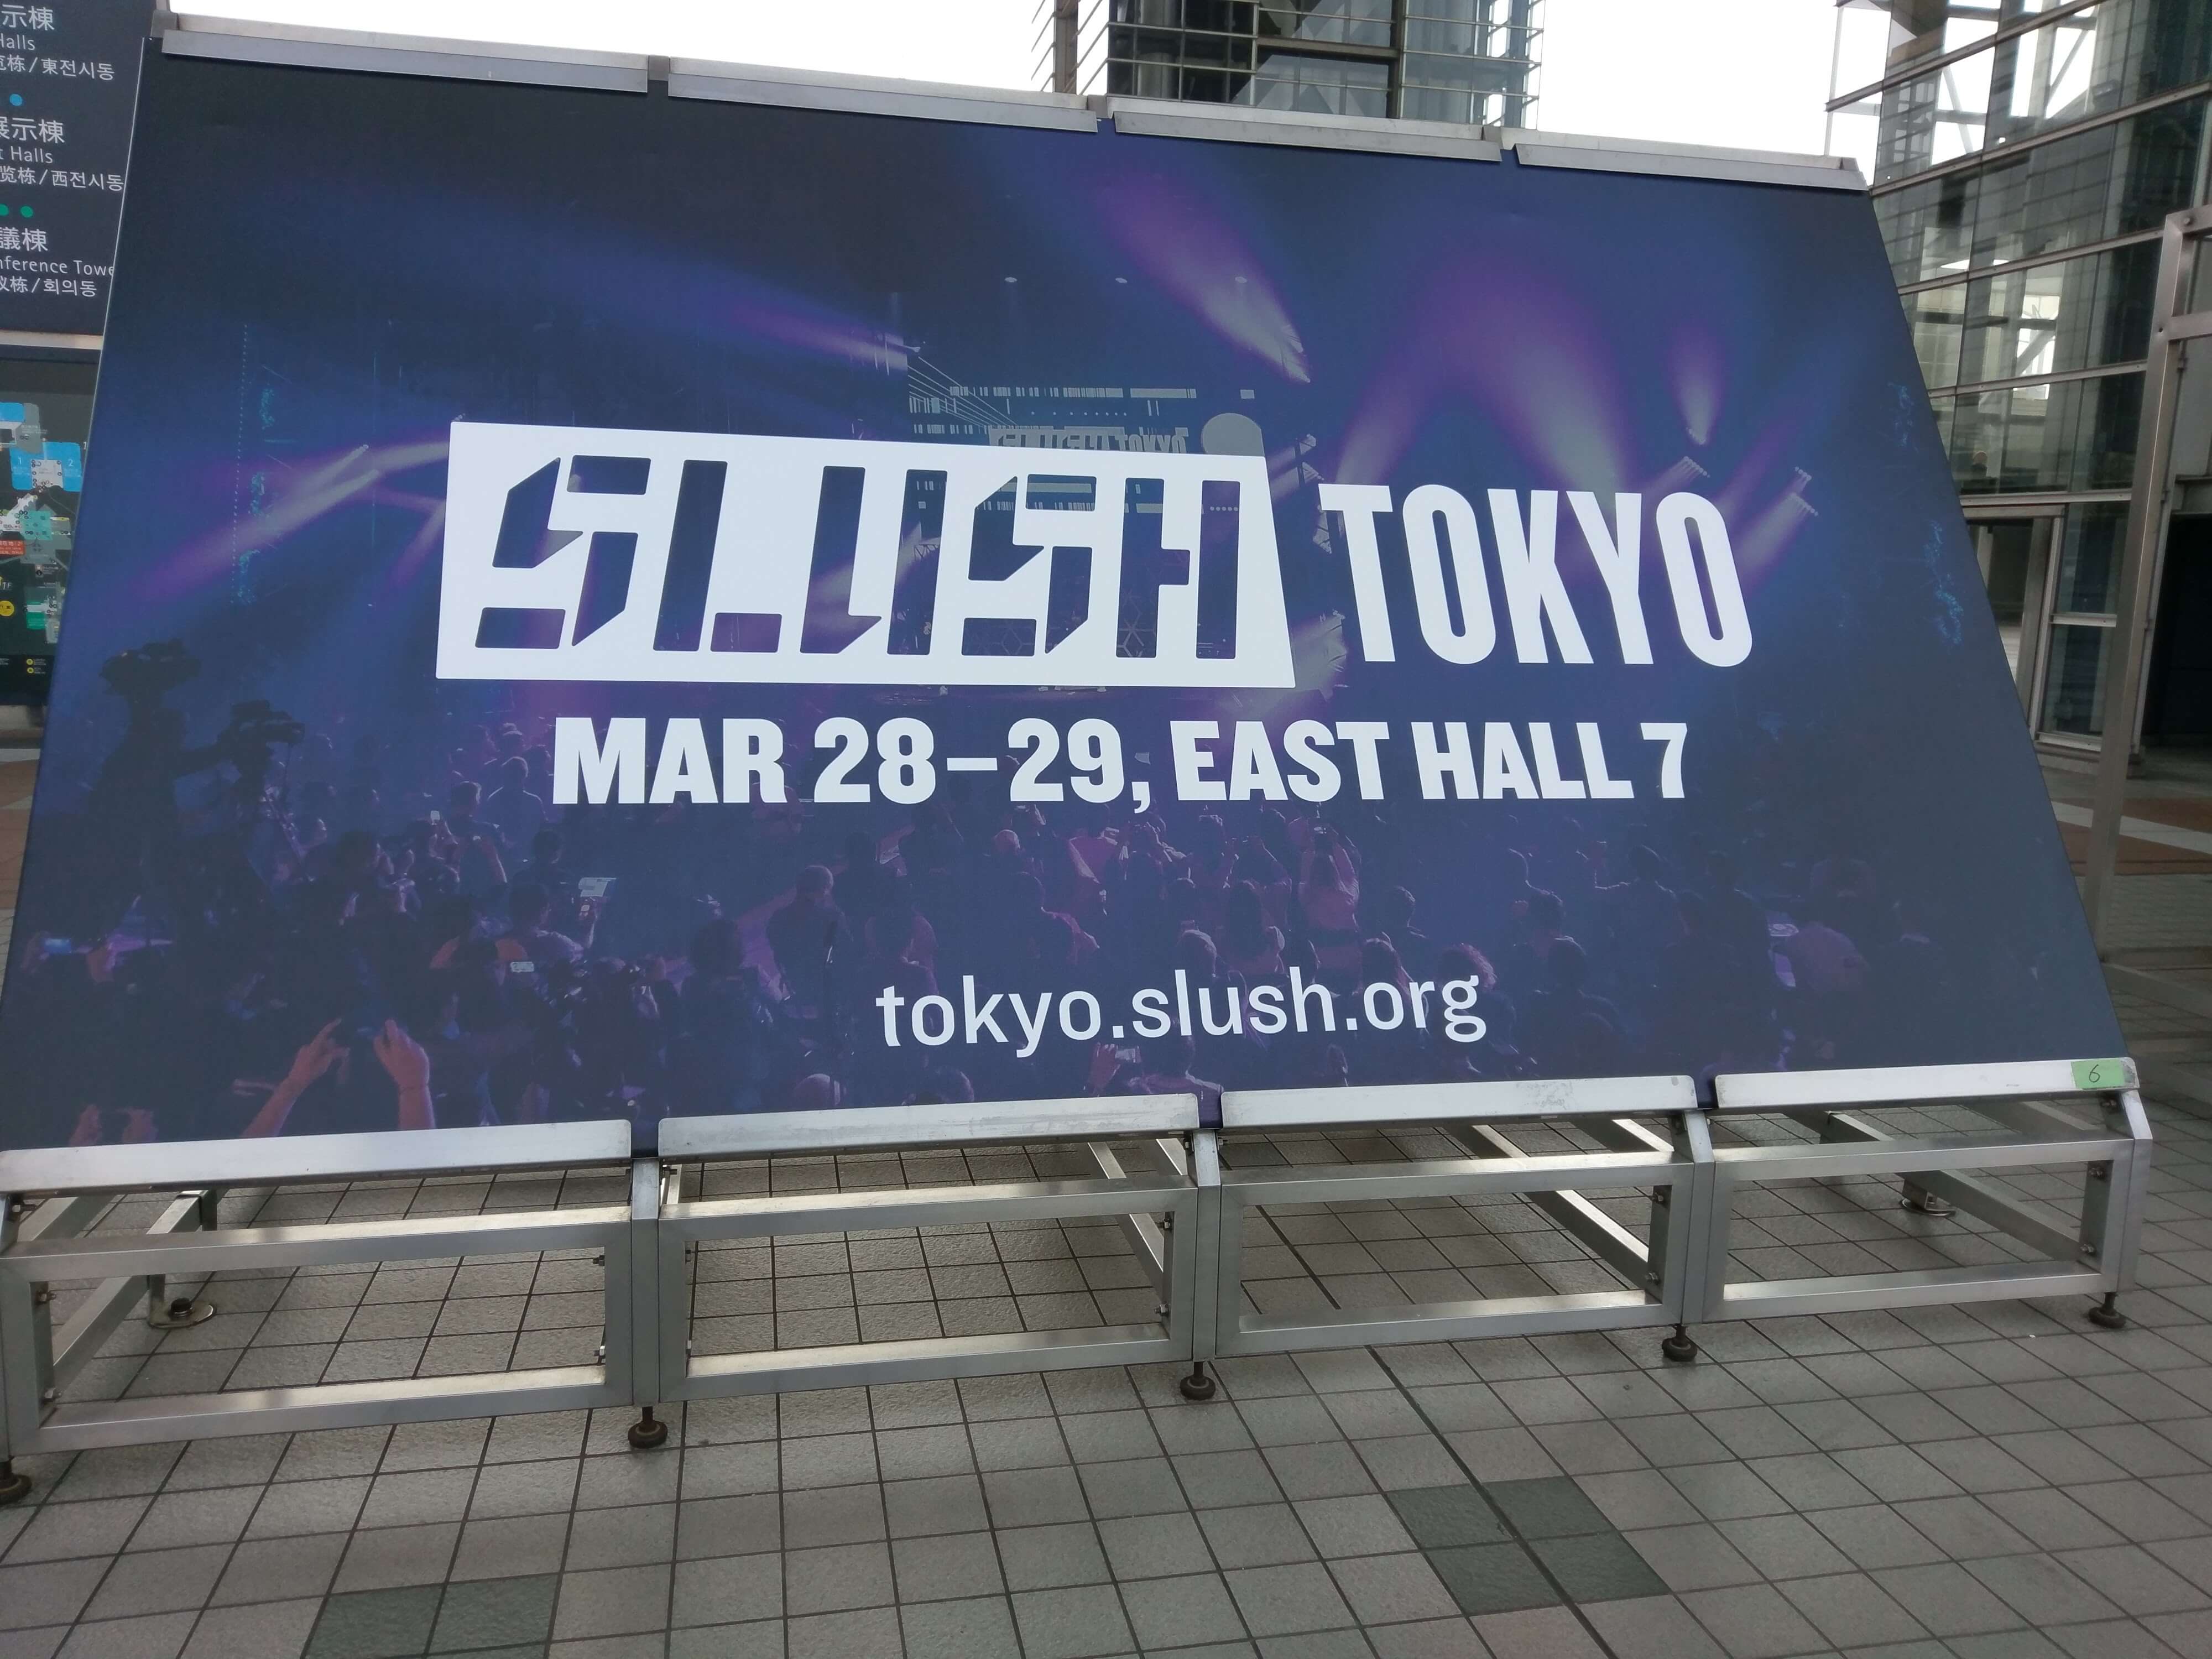 示棟
Halls
览栋/東전시동
展示棟
t Halls
览栋/西전시동
議棟
nference Towe
议栋/회의동
SLUSH TOKYO
MAR 28–29, EAST HALL 7
tokyo.slush.org
6